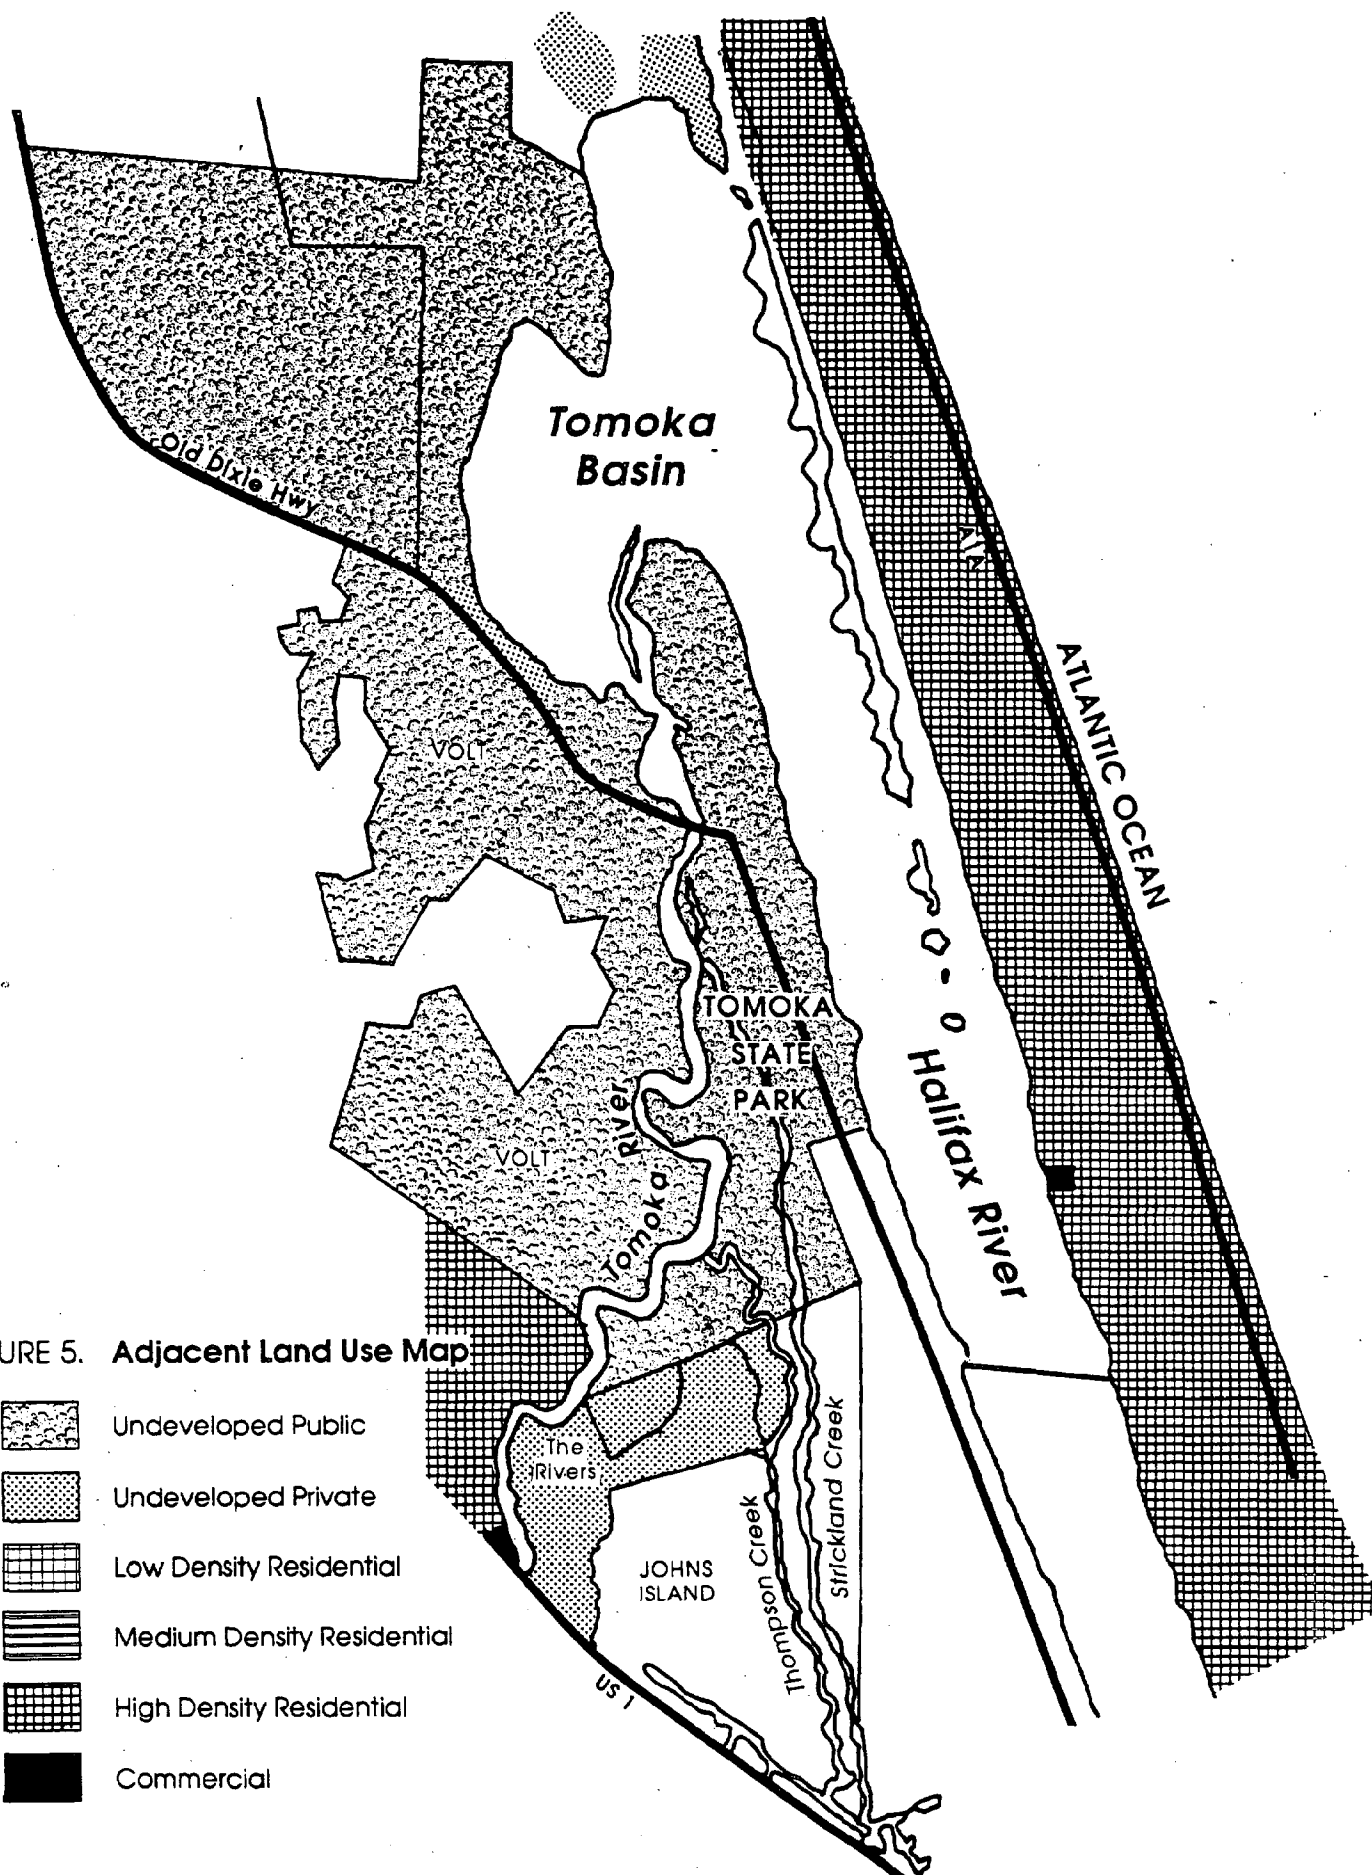 Tomoka
Basin
Old Dixie Hwy
A1A
ATLANTIC OCEAN
VOLT
TOMOKA
STATE
PARK
Halifax River
Tomoka River
VOLT
URE 5. Adjacent Land Use Map
Undeveloped Public
Undeveloped Private
Low Density Residential
Medium Density Residential
High Density Residential
Commercial
The
Rivers
JOHNS
ISLAND
Thompson Creek
Strickland Creek
US 1